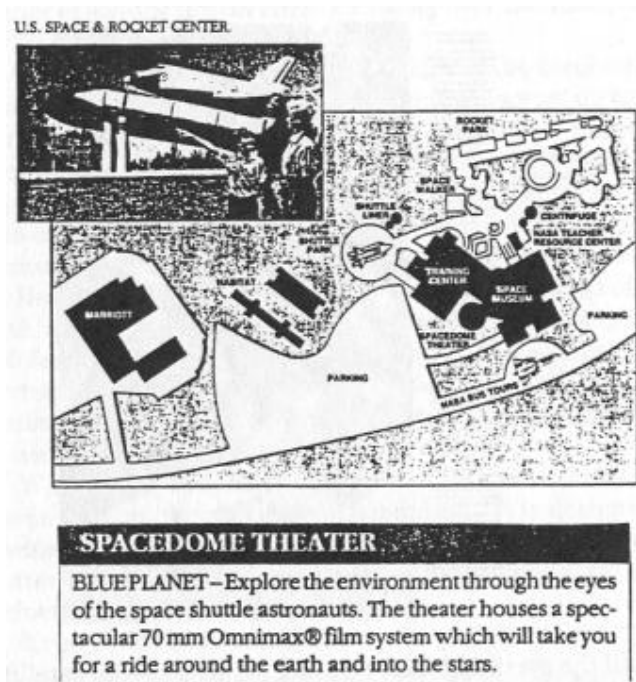 U.S. SPACE & ROCKET CENTER
ROCKET
PARK
SPACE
WALKER
SHUTTLE
LINER
CENTRIFUGE
NASA TEACHER
RESOURCE CENTER
SHUTTLE
PARK
TRAINING
CENTER
SPACE
MUSEUM
HABITAT
MARRIOTT
PARKING
SPACEDOME
THEATER
PARKING
NASA BUS TOURS
SPACEDOME THEATER
BLUE PLANET – Explore the environment through the eyes
of the space shuttle astronauts. The theater houses a spec-
tacular 70 mm Omnimax® film system which will take you
for a ride around the earth and into the stars.